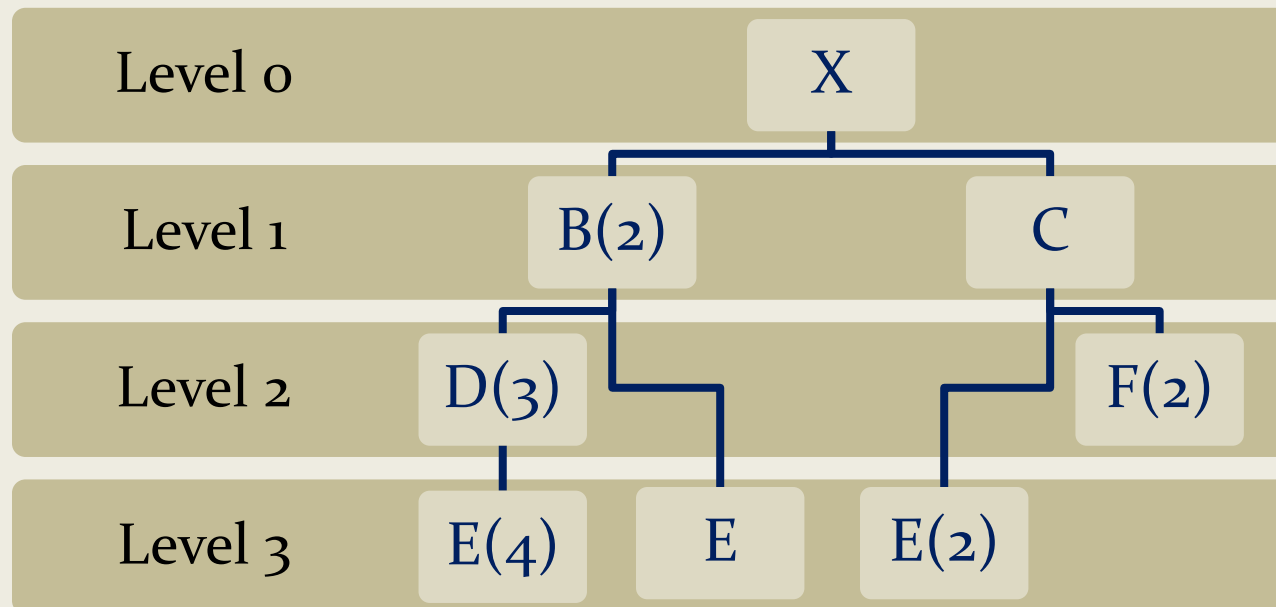 Level 0 X
Level 1 B(2) C
Level 2 D(3) F(2)
Level 3 E(4) E E(2)